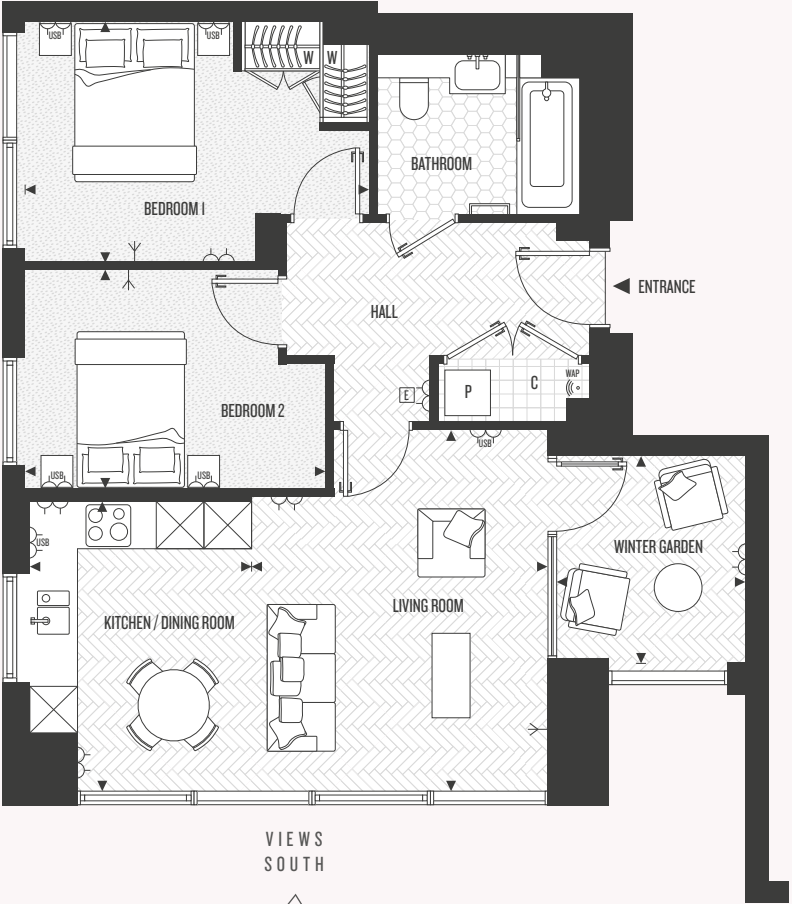 USB
USB
W
W
BATHROOM
BEDROOM 1
ENTRANCE
HALL
WAP
P
C
E
BEDROOM 2
USB
USB
USB
USB
WINTER GARDEN
LIVING ROOM
KITCHEN / DINING ROOM
VIEWS
SOUTH